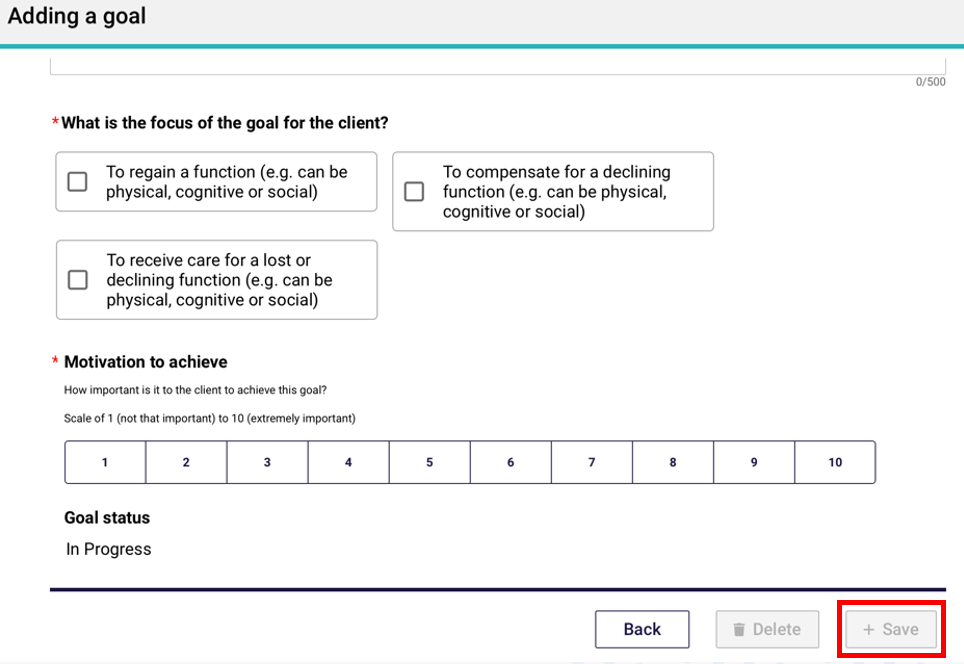 Adding a goal
0/500
*What is the focus of the goal for the client?
To regain a function (e.g. can be
physical, cognitive or social)
To compensate for a declining
function (e.g. can be physical,
cognitive or social)
To receive care for a lost or
declining function (e.g. can be
physical, cognitive or social)
* Motivation to achieve
How important is it to the client to achieve this goal?
Scale of 1 (not that important) to 10 (extremely important)
1 2 3 4 5 6 7 8 9 10
Goal status
In Progress
Back Delete + Save